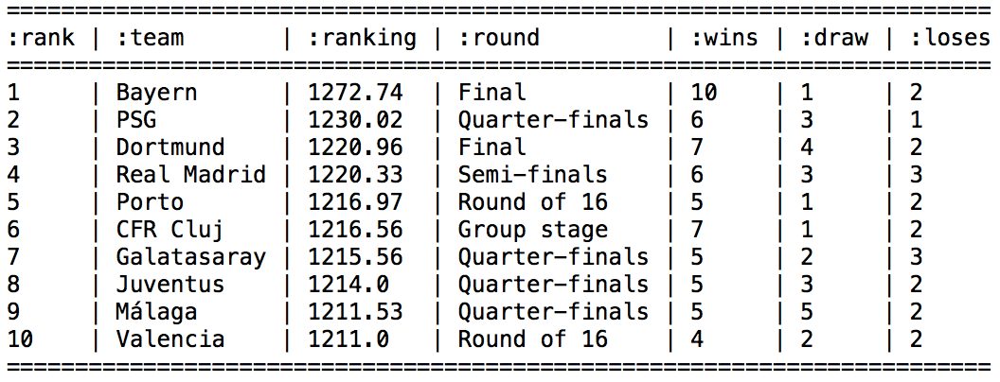 ========================================================================
:rank | :team       | :ranking | :round         | :wins | :draw | :loses
========================================================================
1     | Bayern      | 1272.74  | Final          | 10    | 1     | 2
2     | PSG         | 1230.02  | Quarter-finals | 6     | 3     | 1
3     | Dortmund    | 1220.96  | Final          | 7     | 4     | 2
4     | Real Madrid | 1220.33  | Semi-finals    | 6     | 3     | 3
5     | Porto       | 1216.97  | Round of 16    | 5     | 1     | 2
6     | CFR Cluj    | 1216.56  | Group stage    | 7     | 1     | 2
7     | Galatasaray | 1215.56  | Quarter-finals | 5     | 2     | 3
8     | Juventus    | 1214.0   | Quarter-finals | 5     | 3     | 2
9     | Málaga      | 1211.53  | Quarter-finals | 5     | 5     | 2
10    | Valencia    | 1211.0   | Round of 16    | 4     | 2     | 2
========================================================================